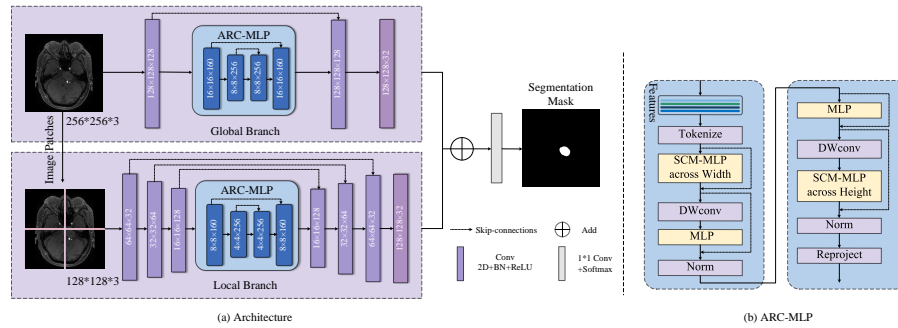 ARC-MLP
128×128×128
16×16×160
8×8×256
8×8×256
16×16×160
128×128×128
128×128×32
256*256*3
Global Branch
Image Patches
ARC-MLP
64×64×32
32×32×64
16×16×128
8×8×160
4×4×256
4×4×256
8×8×160
16×16×128
32×32×64
64×64×32
128×128×32
128*128*3
Local Branch
Segmentation
Mask
Skip-connections
Add
Conv
2D+BN+ReLU
1*1 Conv
+Softmax
(a) Architecture
Features
Tokenize
SCM-MLP
across Width
DWconv
MLP
Norm
MLP
DWconv
SCM-MLP
across Height
Norm
Reproject
(b) ARC-MLP